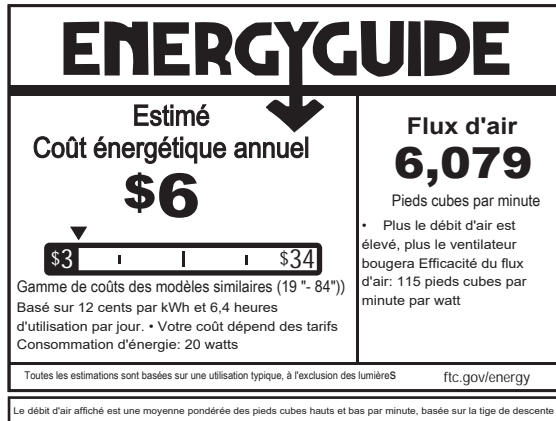 ENERGYGUIDE
Estimé
Coût énergétique annuel
$6
$3
$34
Gamme de coûts des modèles similaires (19 "- 84"))
Basé sur 12 cents par kWh et 6,4 heures
d'utilisation par jour. • Votre coût dépend des tarifs
Consommation d'énergie: 20 watts
Flux d'air
6,079
Pieds cubes par minute
• Plus le débit d'air est
élevé, plus le ventilateur
bougera Efficacité du flux
d'air: 115 pieds cubes par
minute par watt
Toutes les estimations sont basées sur une utilisation typique, à l'exclusion des lumièreS
ftc.gov/energy
Le débit d'air affiché est une moyenne pondérée des pieds cubes hauts et bas par minute, basée sur la tige de descente